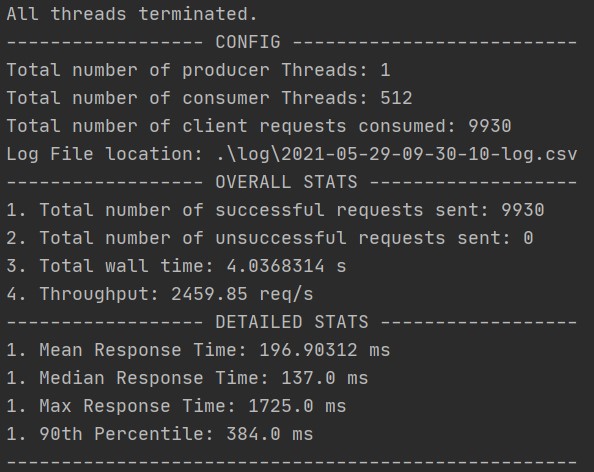 All threads terminated.
------------------ CONFIG --------------------------
Total number of producer Threads: 1
Total number of consumer Threads: 512
Total number of client requests consumed: 9930
Log File location: .\log\2021-05-29-09-30-10-log.csv
------------------ OVERALL STATS -------------------
1. Total number of successful requests sent: 9930
2. Total number of unsuccessful requests sent: 0
3. Total wall time: 4.0368314 s
4. Throughput: 2459.85 req/s
------------------ DETAILED STATS ------------------
1. Mean Response Time: 196.90312 ms
1. Median Response Time: 137.0 ms
1. Max Response Time: 1725.0 ms
1. 90th Percentile: 384.0 ms
----------------------------------------------------